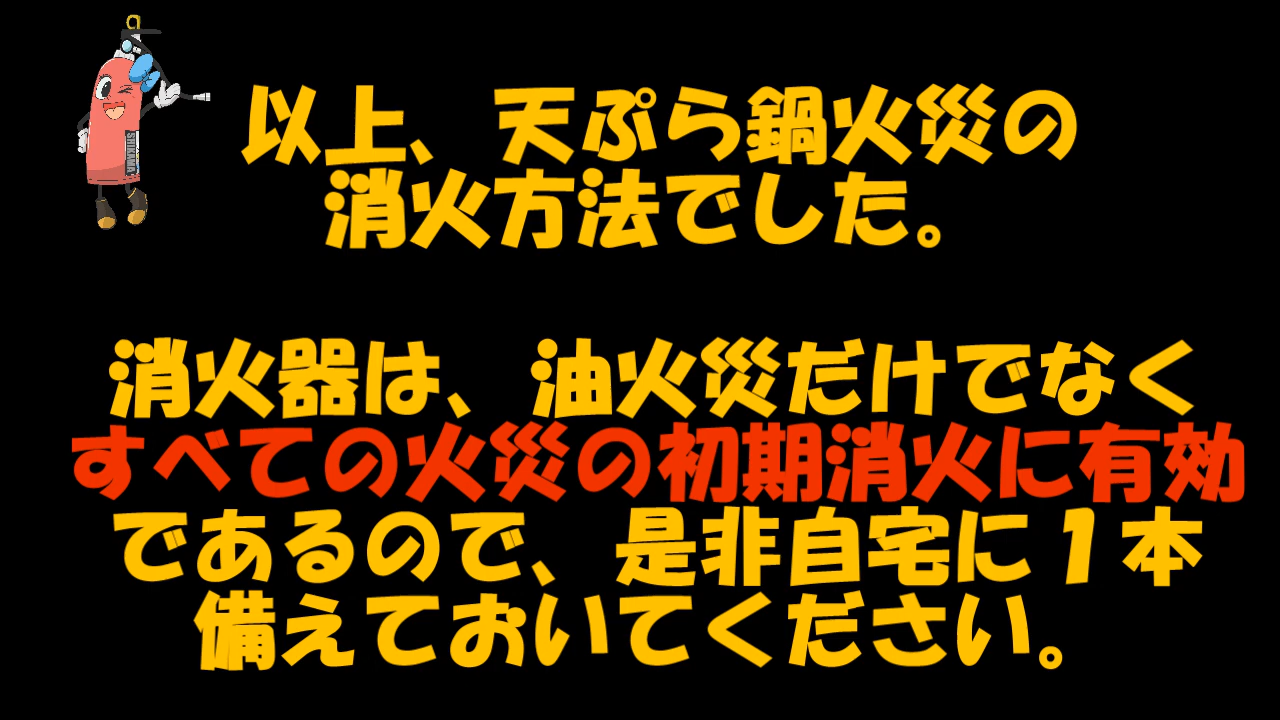 以上、天ぷら鍋火災の
消火方法でした。
消火器は、油火災だけでなく
すべての火災の初期消火に有効
であるので、是非自宅に１本
備えておいてください。
SHIKAMA